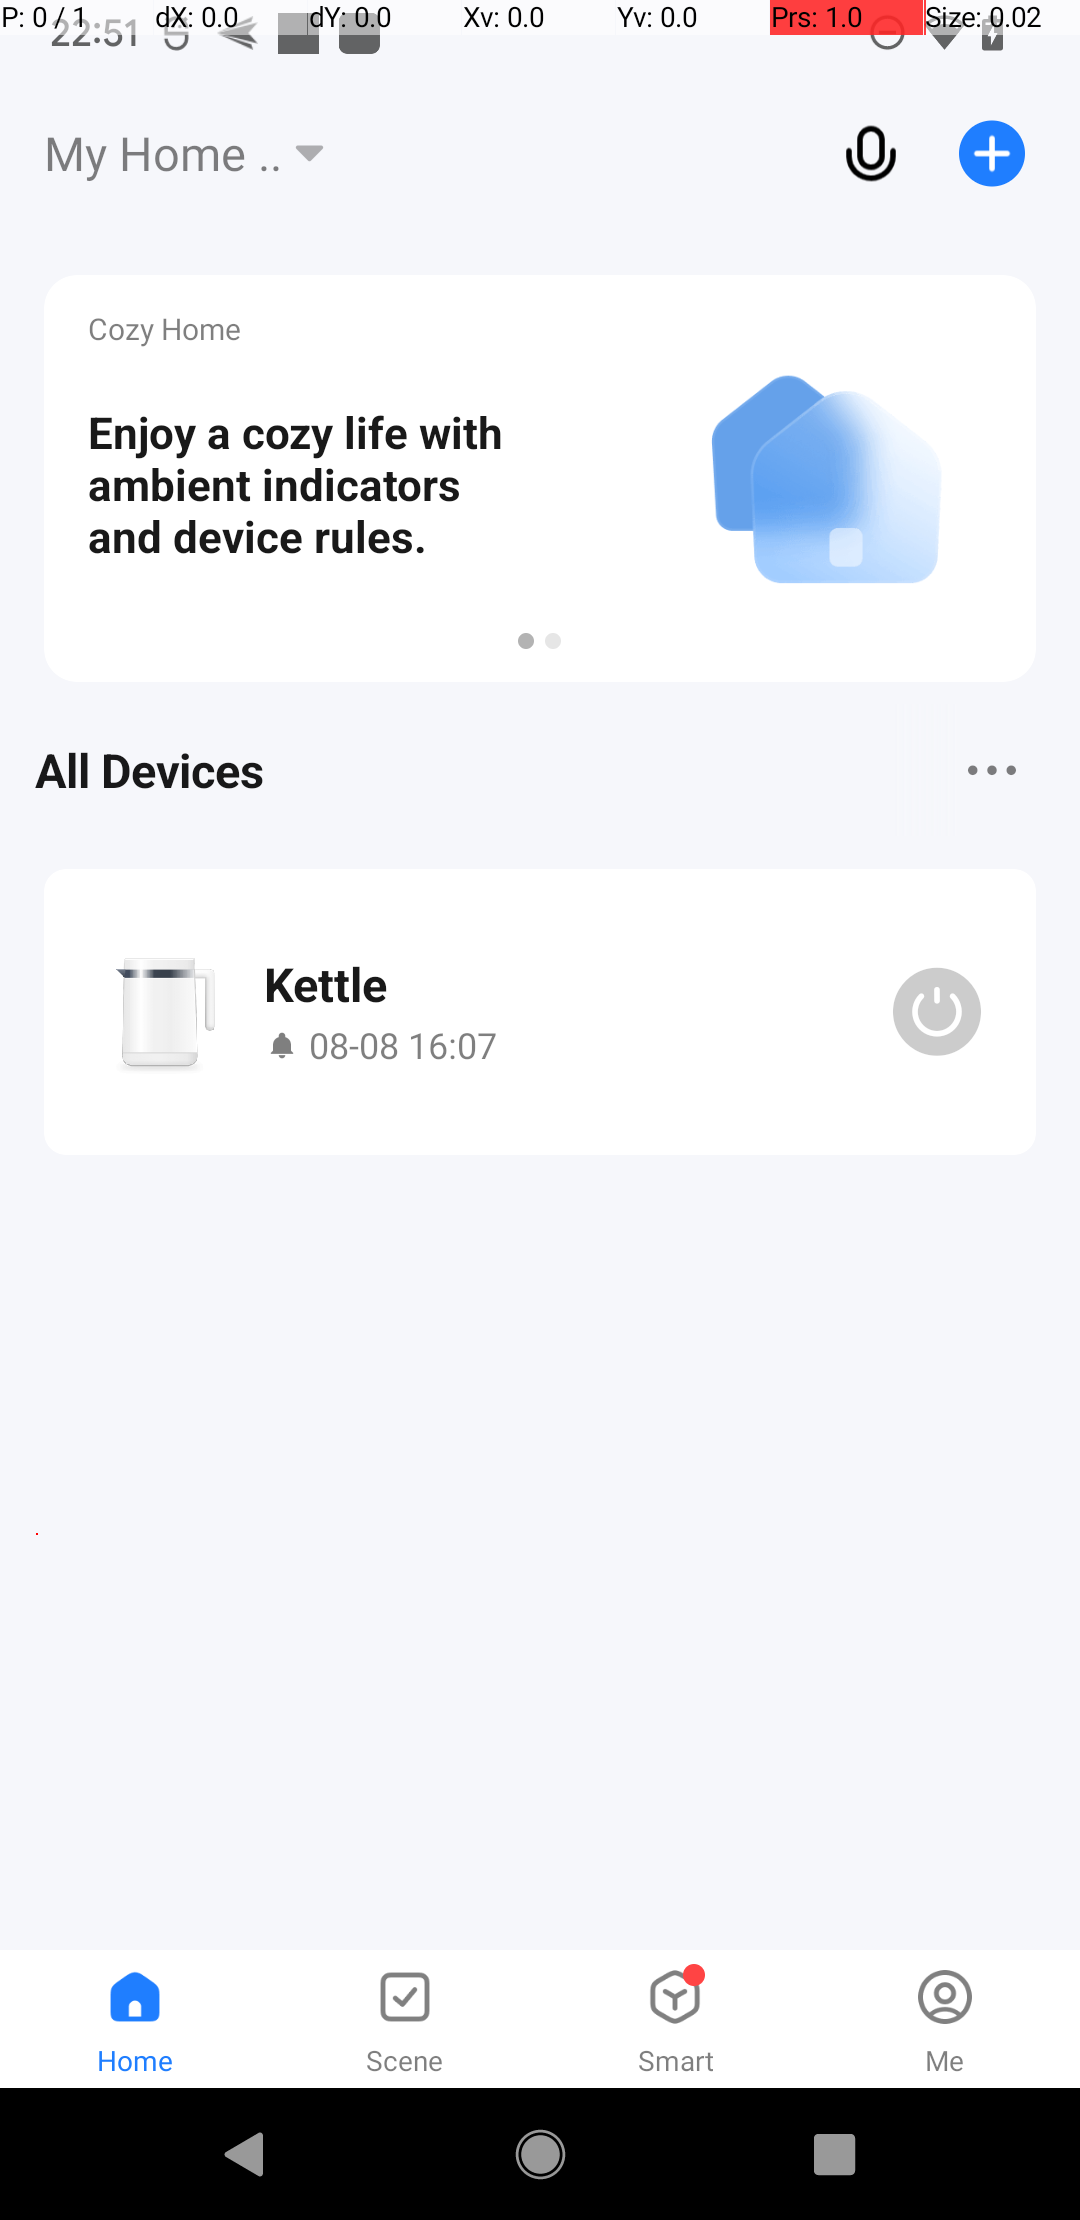 P: 0 / 1 dX: 0.0 dY: 0.0 Xv: 0.0 Yv: 0.0 Prs: 1.0 Size: 0.02
22:51
My Home ..
Cozy Home
Enjoy a cozy life with
ambient indicators
and device rules.
All Devices
Kettle
08-08 16:07
Home Scene Smart Me